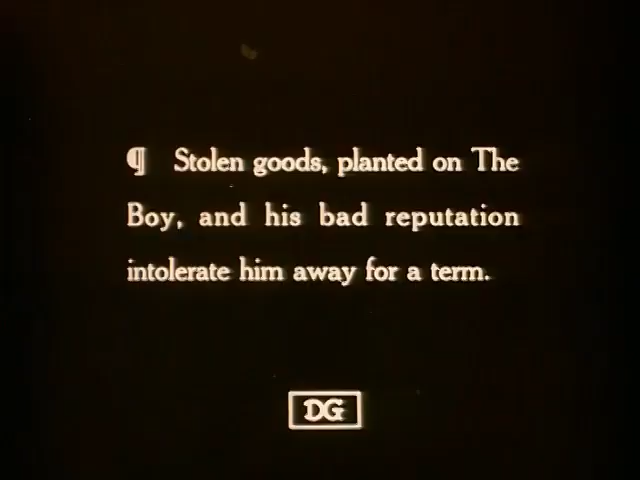 ¶ Stolen goods, planted on The
Boy, and his bad reputation
intolerate him away for a term.
DG